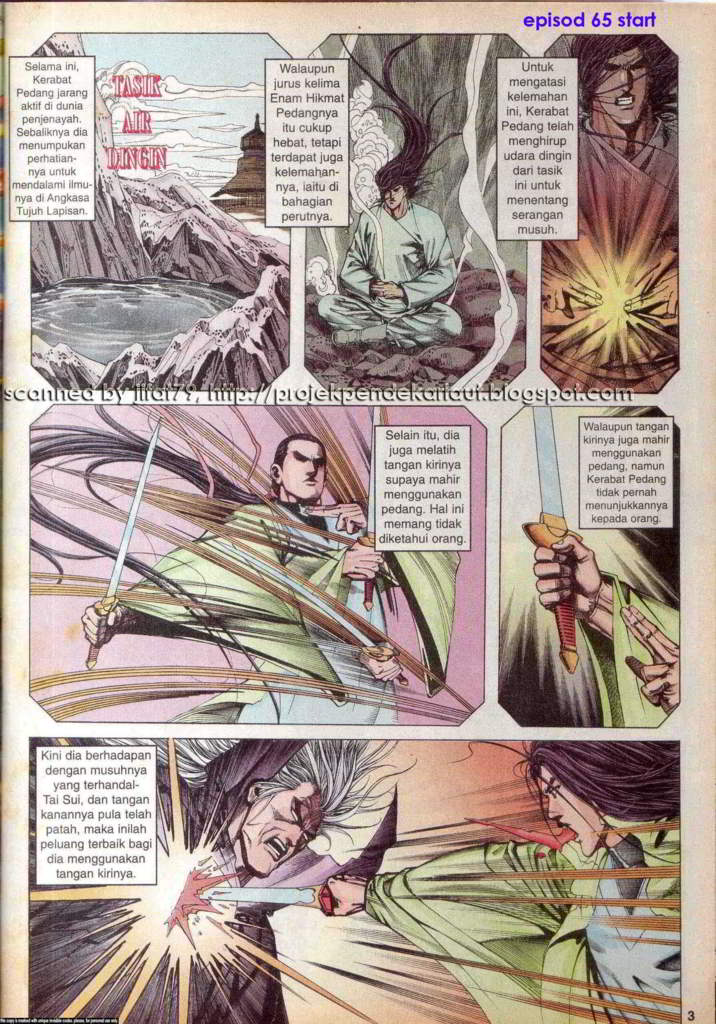 episod 65 start
Selama ini,
Kerabat
Pedang jarang
aktif di dunia
penjenayah.
Sebaliknya dia
menumpukan
perhatian-
nya untuk
mendalami ilmu-
nya di Angkasa
Tujuh Lapisan.
TASIK
AIR
DINGIN
Walaupun
jurus kelima
Enam Hikmat
Pedangnya
itu cukup
hebat, tetapi
terdapat juga
kelemahan-
nya, iaitu di
bahagian
perutnya.
Untuk
mengatasi
kelemahan
ini, Kerabat
Pedang telah
menghirup
udara dingin
dari tasik
ini untuk
menentang
serangan
musuh.
scanned by jifat79, http://projekpendekarlaut.blogspot.com
Selain itu, dia
juga melatih
tangan kirinya
supaya mahir
menggunakan
pedang. Hal ini
memang tidak
diketahui orang.
Walaupun tangan
kirinya juga mahir
menggunakan
pedang, namun
Kerabat Pedang
tidak pernah
menunjukkannya
kepada orang.
Kini dia berhadapan
dengan musuhnya
yang terhandal-
Tai Sui, dan tangan
kanannya pula telah
patah, maka inilah
peluang terbaik bagi
dia menggunakan
tangan kirinya.
3